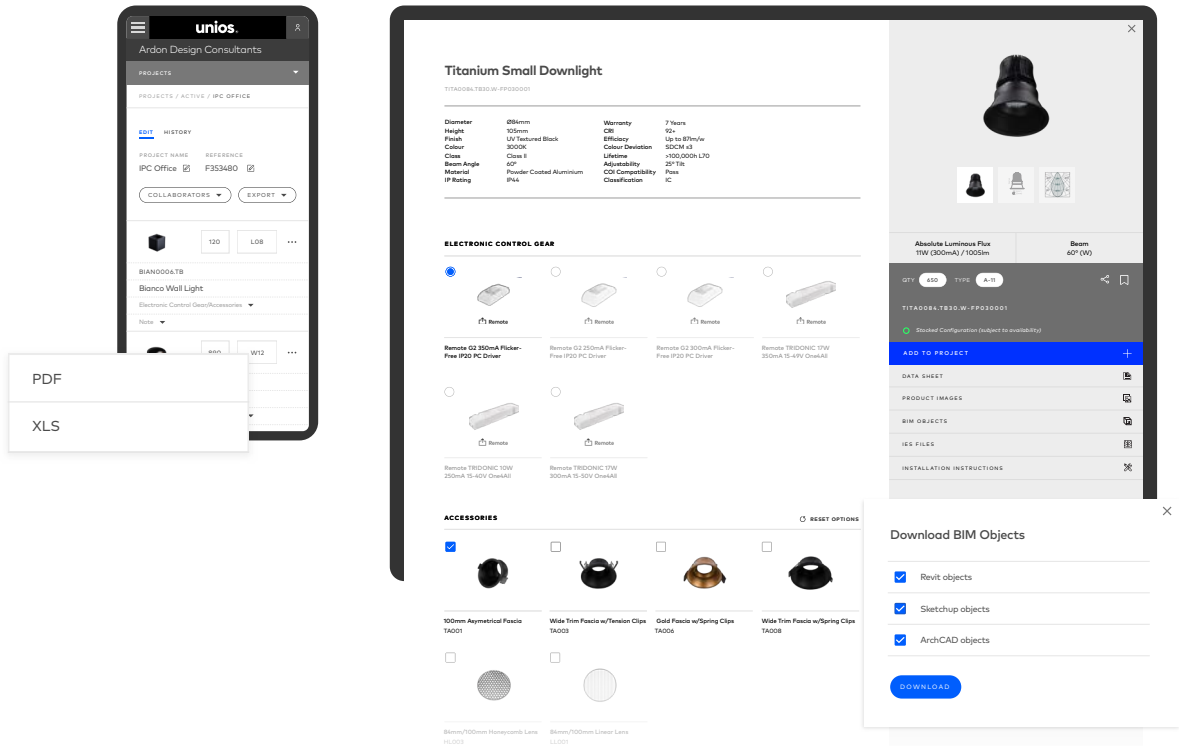 unios.
Ardon Design Consultants
PROJECTS
PROJECTS / ACTIVE / IPC OFFICE
EDIT HISTORY
PROJECT NAME REFERENCE
IPC Office F353480
COLLABORATORS EXPORT
120 L08 ...
BIAN0006.TB
Bianco Wall Light
Electronic Control Gear/Accessories
Note
W12 ...
PDF
XLS
Titanium Small Downlight
TITA0084.TB30.W-FP030001
Diameter Ø84mm Warranty 7 Years
Height 105mm CRI 92+
Finish UV Textured Black Efficiacy Up to 87lm/w
Colour 3000K Colour Deviation SDCM ≤3
Class Class II Lifetime >100,000h L70
Beam Angle 60° Adjustability 25° Tilt
Material Powder Coated Aluminium COI Compatibility Pass
IP Rating IP44 Classification IC
ELECTRONIC CONTROL GEAR
Remote Remote Remote Remote
Remote G2 350mA Flicker- Remote G2 250mA Flicker- Remote G2 300mA Flicker- Remote TRIDONIC 17W
Free IP20 PC Driver Free IP20 PC Driver Free IP20 PC Driver 350mA 15-49V One4All
Remote Remote
Remote TRIDONIC 10W Remote TRIDONIC 17W
250mA 15-40V One4All 300mA 15-50V One4All
ACCESSORIES RESET OPTIONS
100mm Asymetrical Fascia Wide Trim Fascia w/Tension Clips Gold Fascia w/Spring Clips Wide Trim Fascia w/Spring Clips
TA001 TA003 TA006 TA008
84mm/100mm Honeycomb Lens 84mm/100mm Linear Lens
HL003 LL001
Absolute Luminous Flux Beam
11W (300mA) / 1005lm 60° (W)
QTY 650 TYPE A-11
TITA0084.TB30.W-FP030001
Stocked Configuration (subject to availability)
ADD TO PROJECT
DATA SHEET
PRODUCT IMAGES
BIM OBJECTS
IES FILES
INSTALLATION INSTRUCTIONS
Download BIM Objects
Revit objects
Sketchup objects
ArchCAD objects
DOWNLOAD